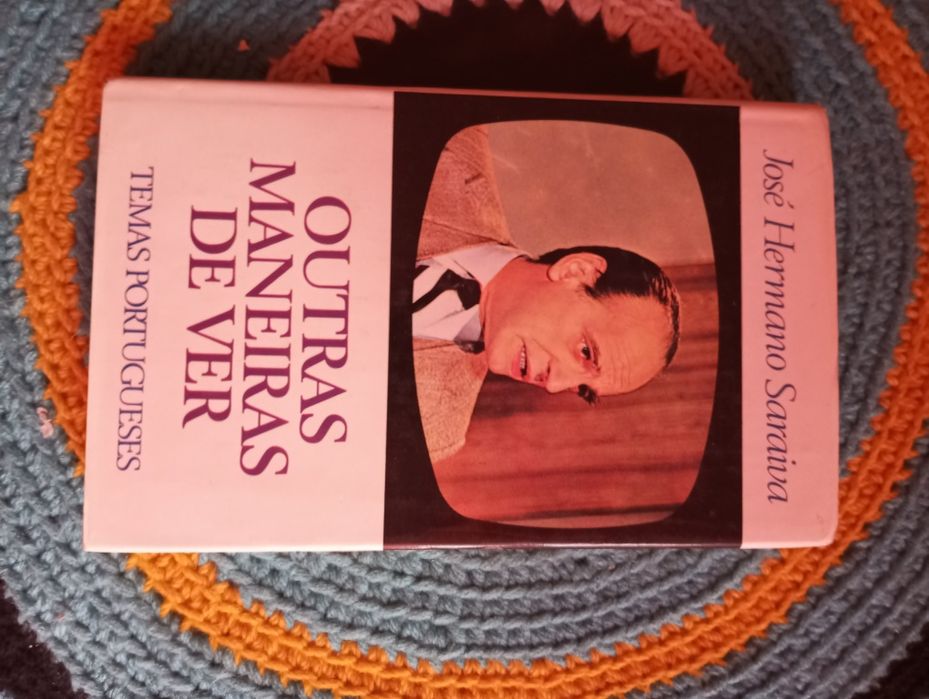 José Hermano Saraiva
OUTRAS
MANEIRAS
DE VER
TEMAS PORTUGUESES